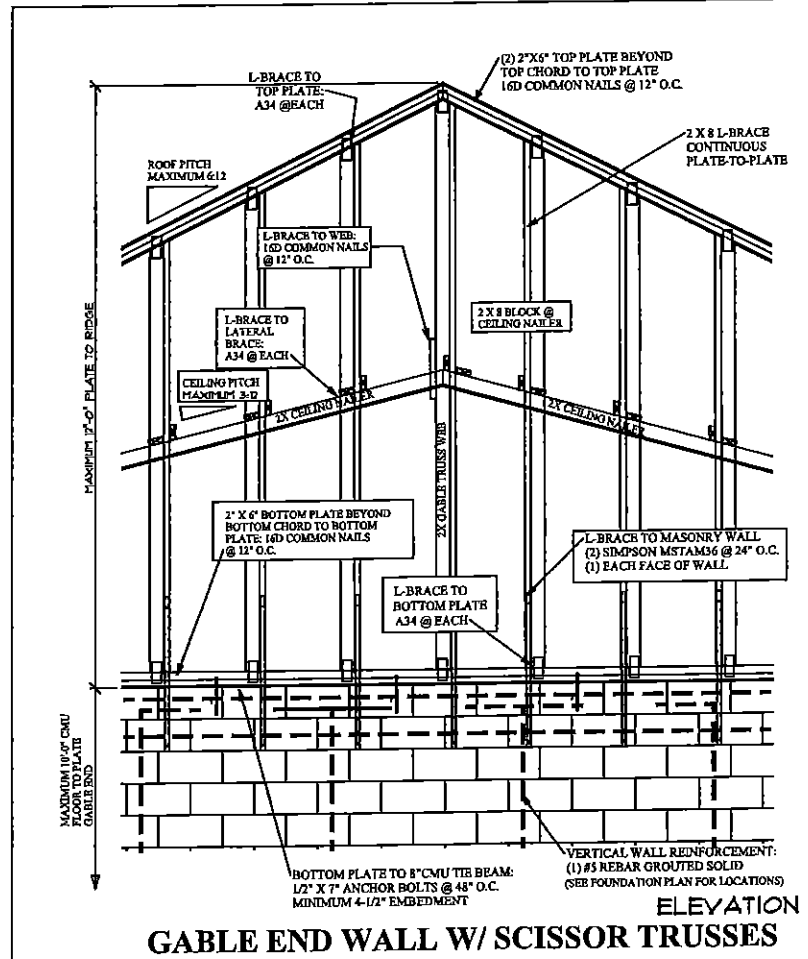 (2) 2"X6" TOP PLATE BEYOND
TOP CHORD TO TOP PLATE
16D COMMON NAILS @ 12" O.C.
L-BRACE TO
TOP PLATE:
A34 @EACH
2 X 8 L-BRACE
CONTINUOUS
PLATE-TO-PLATE
ROOF PITCH
MAXIMUM 6:12
L-BRACE TO WEB:
16D COMMON NAILS
@ 12" O.C.
L-BRACE TO
LATERAL
BRACE:
A34 @ EACH
2 X 8 BLOCK @
CEILING NAILER
CEILING PITCH
MAXIMUM 3:12
2X CEILING NAILER
2X CEILING NAILER
MAXIMUM 12'-0" PLATE TO RIDGE
2X GABLE TRUSS WEB
2" X 6" BOTTOM PLATE BEYOND
BOTTOM CHORD TO BOTTOM
PLATE: 16D COMMON NAILS
@ 12" O.C.
L-BRACE TO MASONRY WALL
(2) SIMPSON MSTAM36 @ 24" O.C.
(1) EACH FACE OF WALL
L-BRACE TO
BOTTOM PLATE
A34 @ EACH
MAXIMUM 10'-0" CMU
FLOOR TO PLATE
GABLE END
BOTTOM PLATE TO 8"CMU TIE BEAM:
1/2" X 7" ANCHOR BOLTS @ 48" O.C.
MINIMUM 4-1/2" EMBEDMENT
VERTICAL WALL REINFORCEMENT:
(1) #5 REBAR GROUTED SOLID
(SEE FOUNDATION PLAN FOR LOCATIONS)
ELEVATION
GABLE END WALL W/ SCISSOR TRUSSES